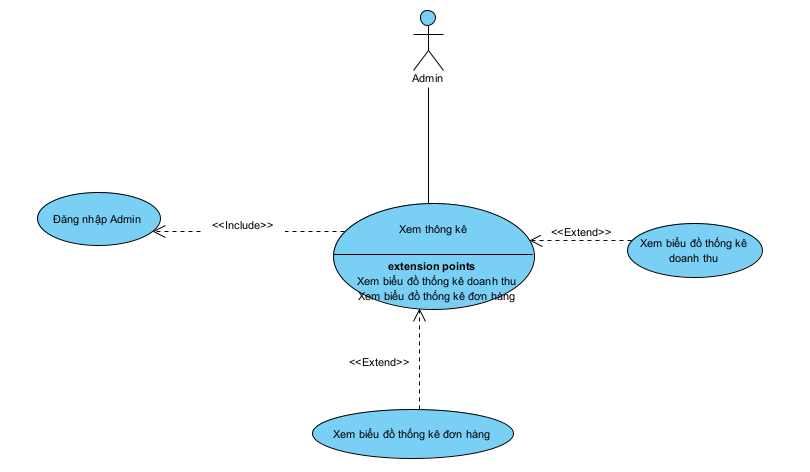 Admin
Đăng nhập Admin
<<Include>>
Xem thông kê
extension points
Xem biểu đồ thống kê doanh thu
Xem biểu đồ thống kê đơn hàng
<<Extend>>
Xem biểu đồ thống kê
doanh thu
<<Extend>>
Xem biểu đồ thống kê đơn hàng